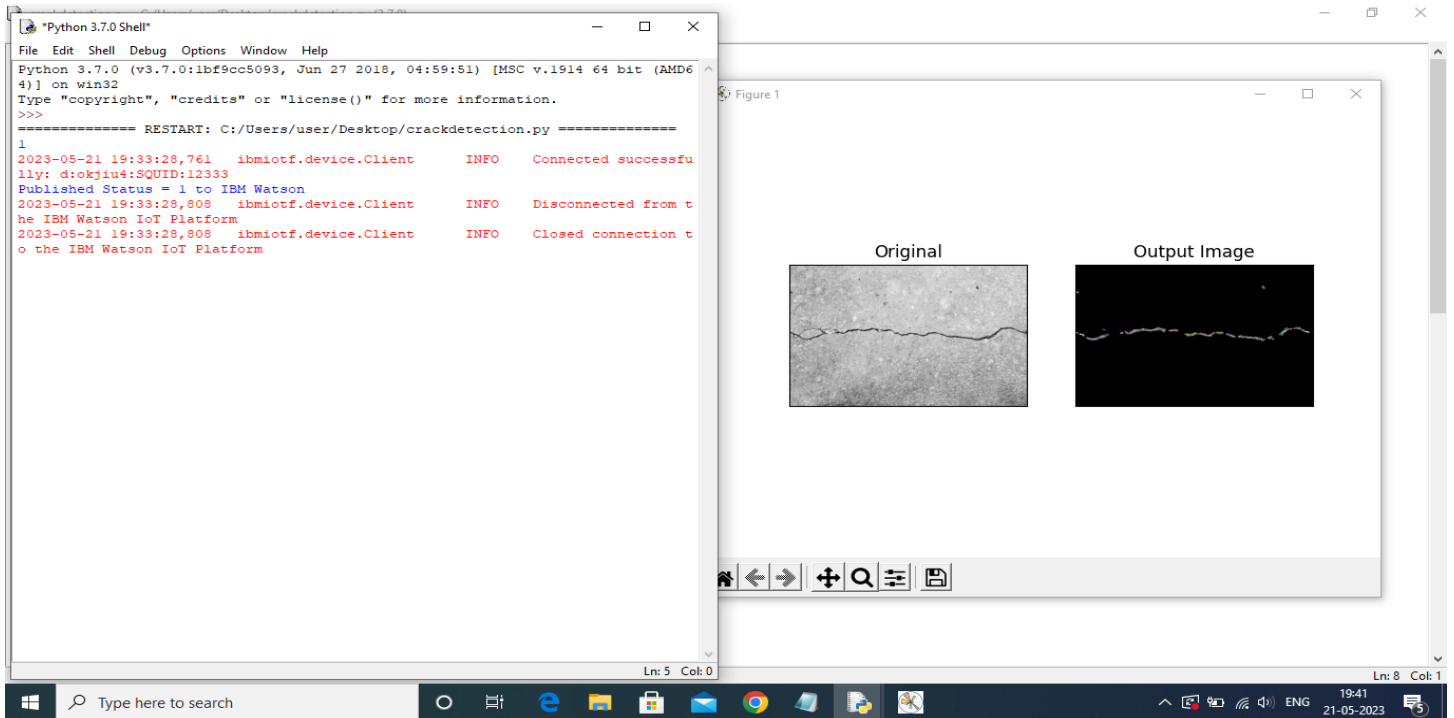 *Python 3.7.0 Shell*
File Edit Shell Debug Options Window Help
Python 3.7.0 (v3.7.0:1bf9cc5093, Jun 27 2018, 04:59:51) [MSC v.1914 64 bit (AMD6
4)] on win32
Type "copyright", "credits" or "license()" for more information.
>>>
============== RESTART: C:/Users/user/Desktop/crackdetection.py ==============
1
2023-05-21 19:33:28,761 ibmiotf.device.Client INFO Connected successfu
lly: d:okjiu4:SQUID:12333
Published Status = 1 to IBM Watson
2023-05-21 19:33:28,808 ibmiotf.device.Client INFO Disconnected from t
he IBM Watson IoT Platform
2023-05-21 19:33:28,808 ibmiotf.device.Client INFO Closed connection t
o the IBM Watson IoT Platform
Ln: 5 Col: 0
Figure 1
Original
Output Image
Ln: 8 Col: 1
Type here to search
ENG
19:41
21-05-2023
5